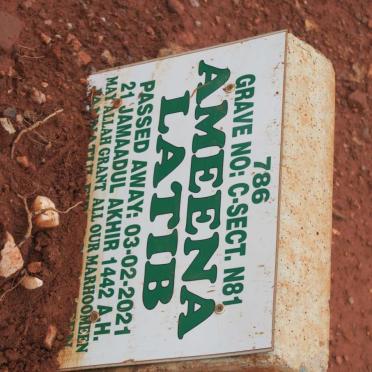 786
GRAVE NO: C-SECT. N81
AMEENA
LATIB
PASSED AWAY: 03-02-2021
21 JAMAADUL AKHIR 1442 A.H.
MAY ALLAH GRANT ALL OUR MARHOOMEEN